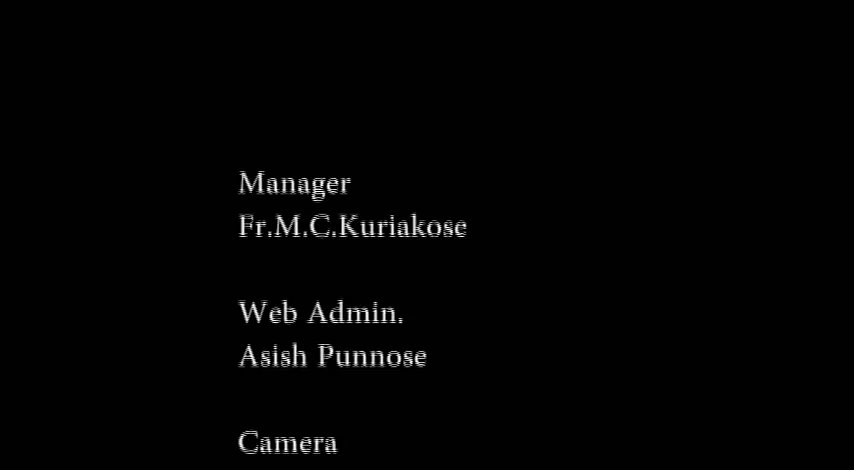 Manager
Fr.M.C.Kuriakose
Web Admin.
Asish Punnose
Camera